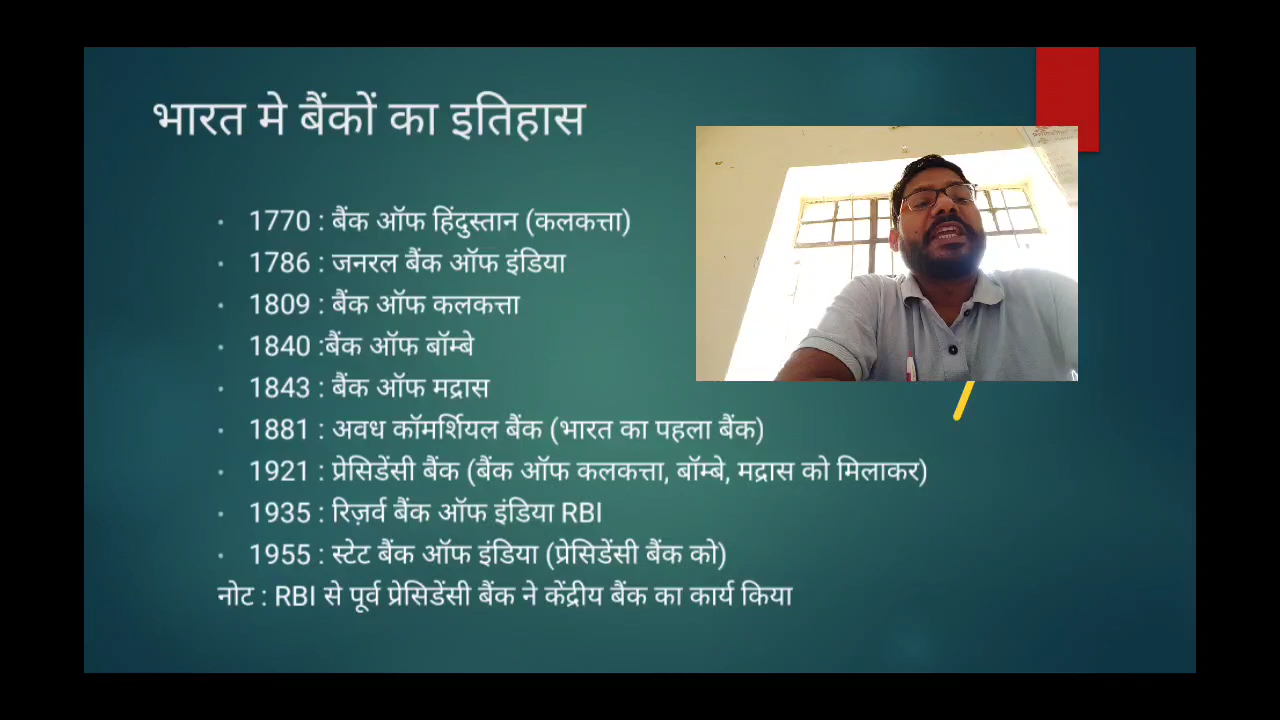 भारत मे बैंकों का इतिहास
• 1770 : बैंक ऑफ हिंदुस्तान (कलकत्ता)
• 1786 : जनरल बैंक ऑफ इंडिया
• 1809 : बैंक ऑफ कलकत्ता
• 1840 :बैंक ऑफ बॉम्बे
• 1843 : बैंक ऑफ मद्रास
• 1881 : अवध कॉमर्शियल बैंक (भारत का पहला बैंक)
• 1921 : प्रेसिडेंसी बैंक (बैंक ऑफ कलकत्ता, बॉम्बे, मद्रास को मिलाकर)
• 1935 : रिज़र्व बैंक ऑफ इंडिया RBI
• 1955 : स्टेट बैंक ऑफ इंडिया (प्रेसिडेंसी बैंक को)
नोट : RBI से पूर्व प्रेसिडेंसी बैंक ने केंद्रीय बैंक का कार्य किया